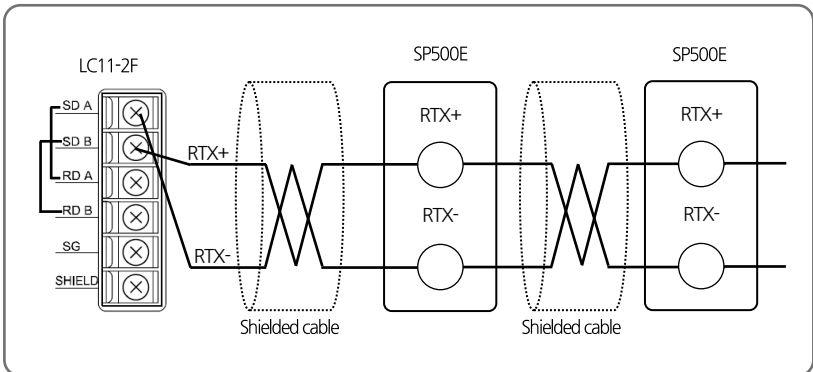 LC11-2F
SD A
SD B
RD A
RD B
SG
SHIELD
RTX+
RTX-
Shielded cable
SP500E
RTX+
RTX-
Shielded cable
SP500E
RTX+
RTX-